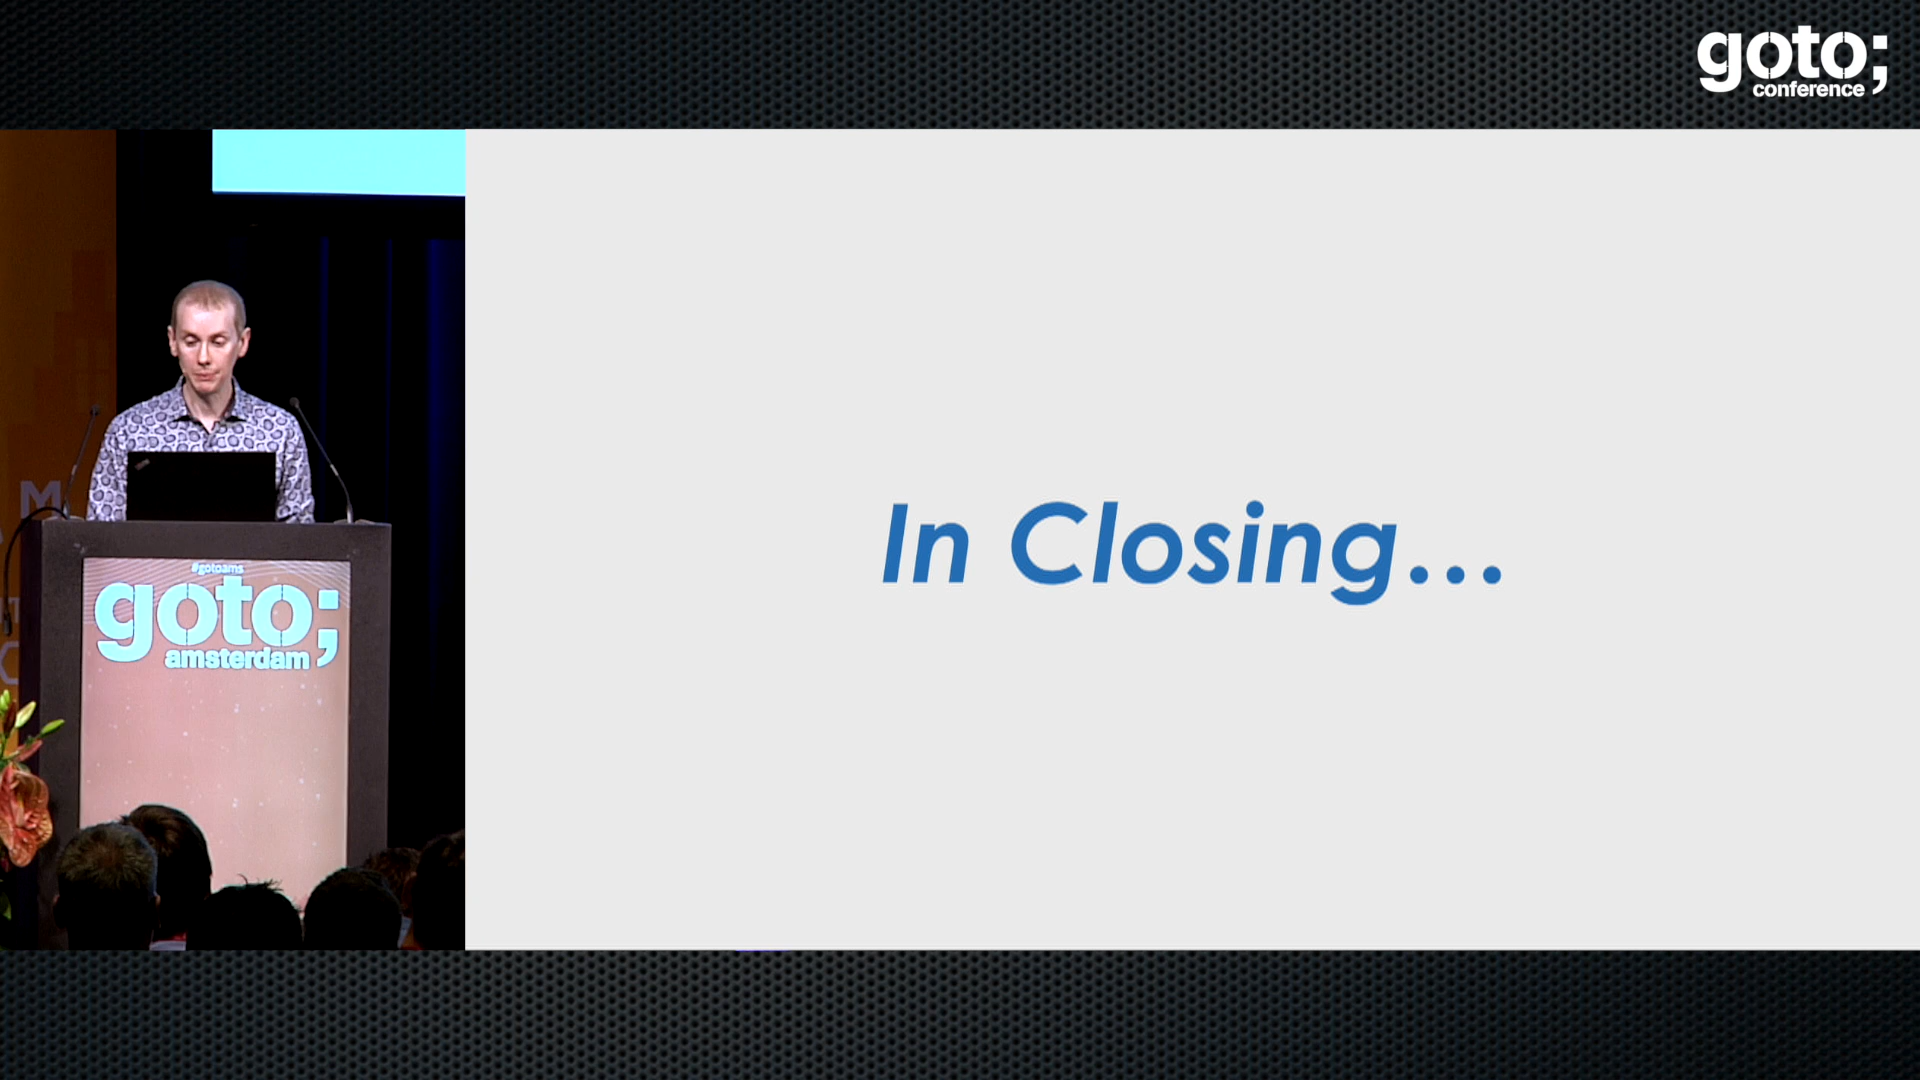 goto;
conference
In Closing...
#gotoams
goto;
amsterdam
M